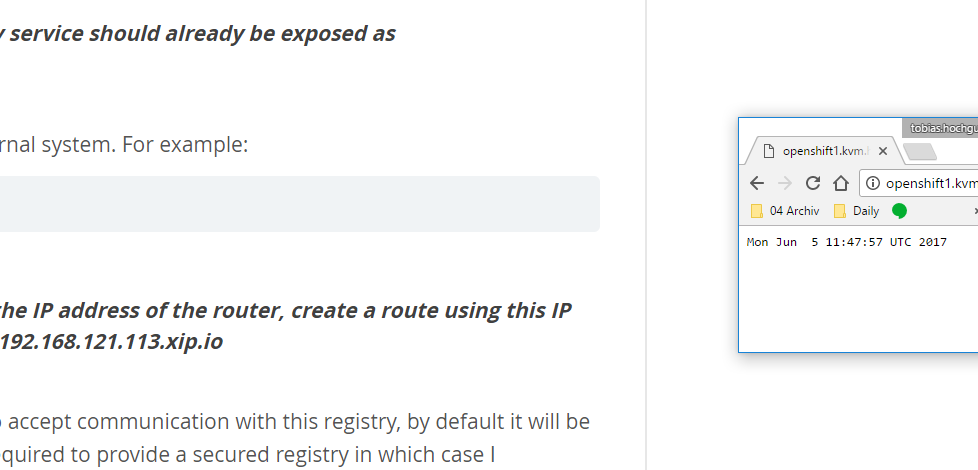 service should already be exposed as
rnal system. For example:
the IP address of the router, create a route using this IP
192.168.121.113.xip.io
accept communication with this registry, by default it will be
quired to provide a secured registry in which case I
tobias.hochgu
openshift1.kvm.
openshift1.kvm
04 Archiv Daily
Mon Jun 5 11:47:57 UTC 2017